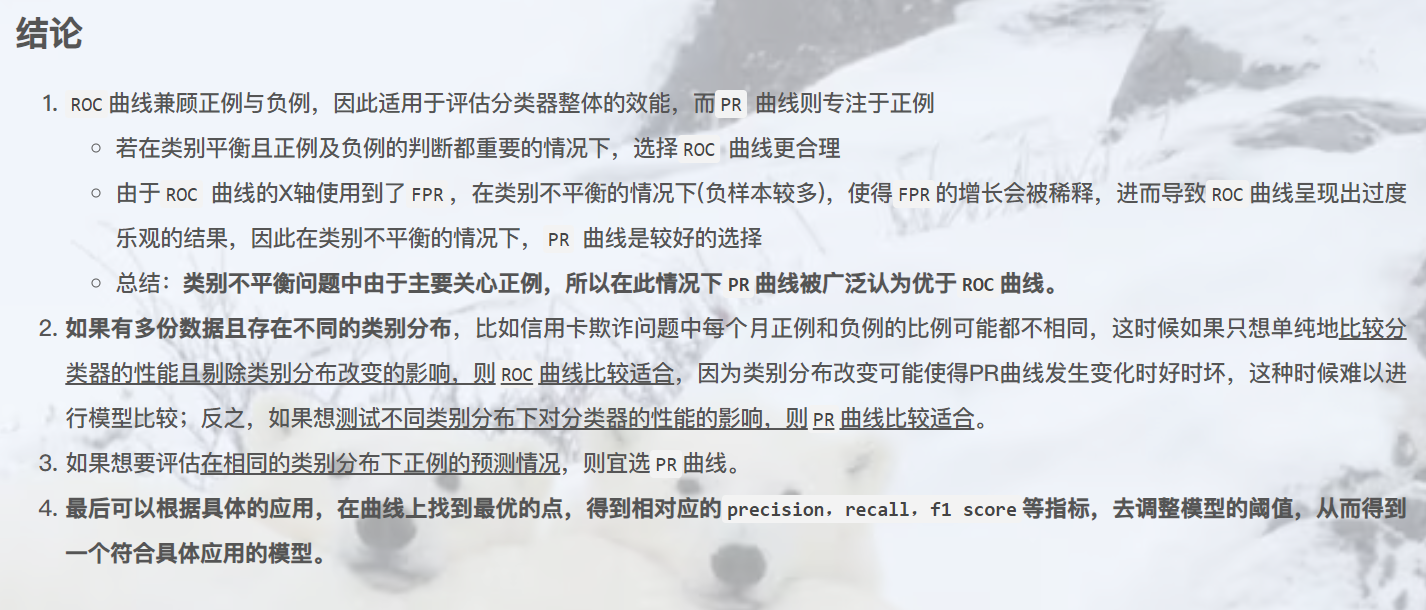 结论
1. ROC 曲线兼顾正例与负例，因此适用于评估分类器整体的效能，而 PR 曲线则专注于正例
○ 若在类别平衡且正例及负例的判断都重要的情况下，选择 ROC 曲线更合理
○ 由于 ROC 曲线的X轴使用到了 FPR ，在类别不平衡的情况下(负样本较多)，使得 FPR 的增长会被稀释，进而导致 ROC 曲线呈现出过度
乐观的结果，因此在类别不平衡的情况下， PR 曲线是较好的选择
○ 总结：类别不平衡问题中由于主要关心正例，所以在此情况下 PR 曲线被广泛认为优于 ROC 曲线。
2. 如果有多份数据且存在不同的类别分布，比如信用卡欺诈问题中每个月正例和负例的比例可能都不相同，这时候如果只想单纯地比较分
类器的性能且剔除类别分布改变的影响，则 ROC 曲线比较适合，因为类别分布改变可能使得PR曲线发生变化时好时坏，这种时候难以进
行模型比较；反之，如果想测试不同类别分布下对分类器的性能的影响，则 PR 曲线比较适合。
3. 如果想要评估在相同的类别分布下正例的预测情况，则宜选 PR 曲线。
4. 最后可以根据具体的应用，在曲线上找到最优的点，得到相对应的 precision，recall，f1 score 等指标，去调整模型的阈值，从而得到
一个符合具体应用的模型。